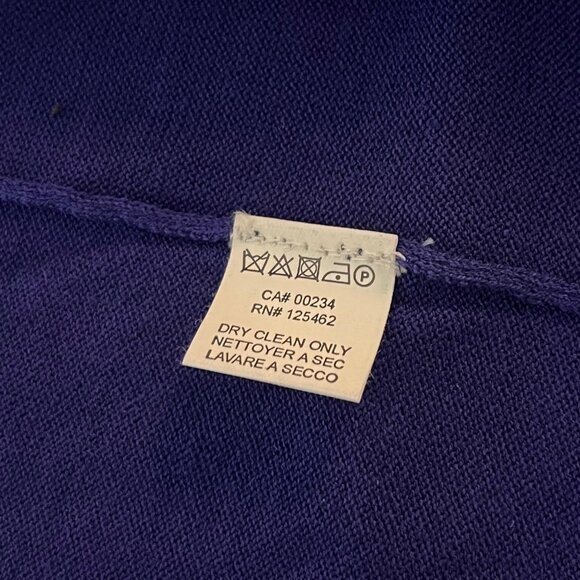 P
CA# 00234
RN# 125462
DRY CLEAN ONLY
NETTOYER A SEC
LAVARE A SECCO